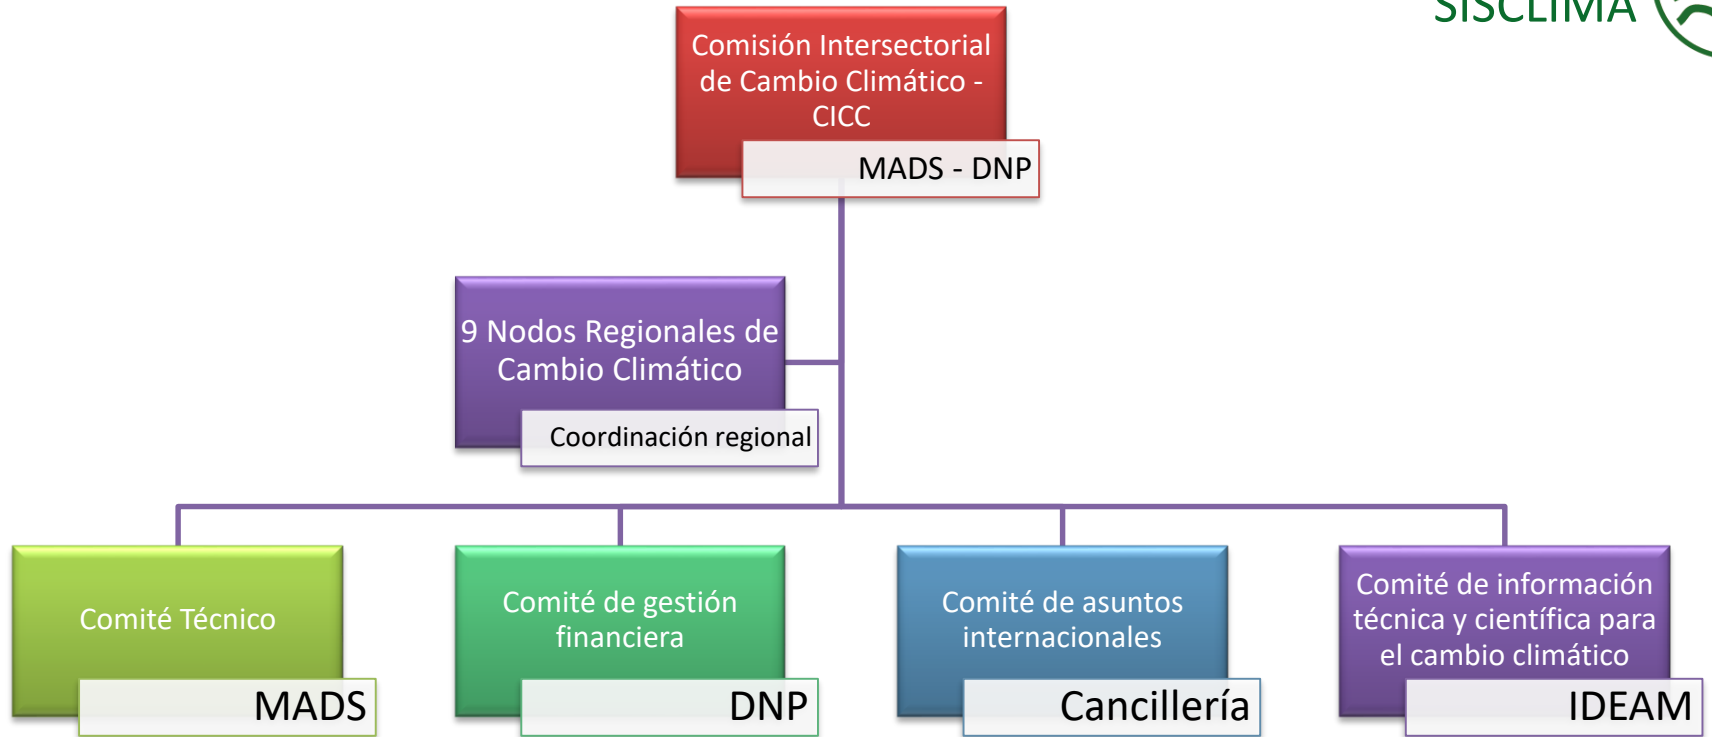 SISCLIMA
Comisión Intersectorial
de Cambio Climático -
CICC
MADS - DNP
9 Nodos Regionales de
Cambio Climático
Coordinación regional
Comité Técnico
MADS
Comité de gestión
financiera
DNP
Comité de asuntos
internacionales
Cancillería
Comité de información
técnica y científica para
el cambio climático
IDEAM